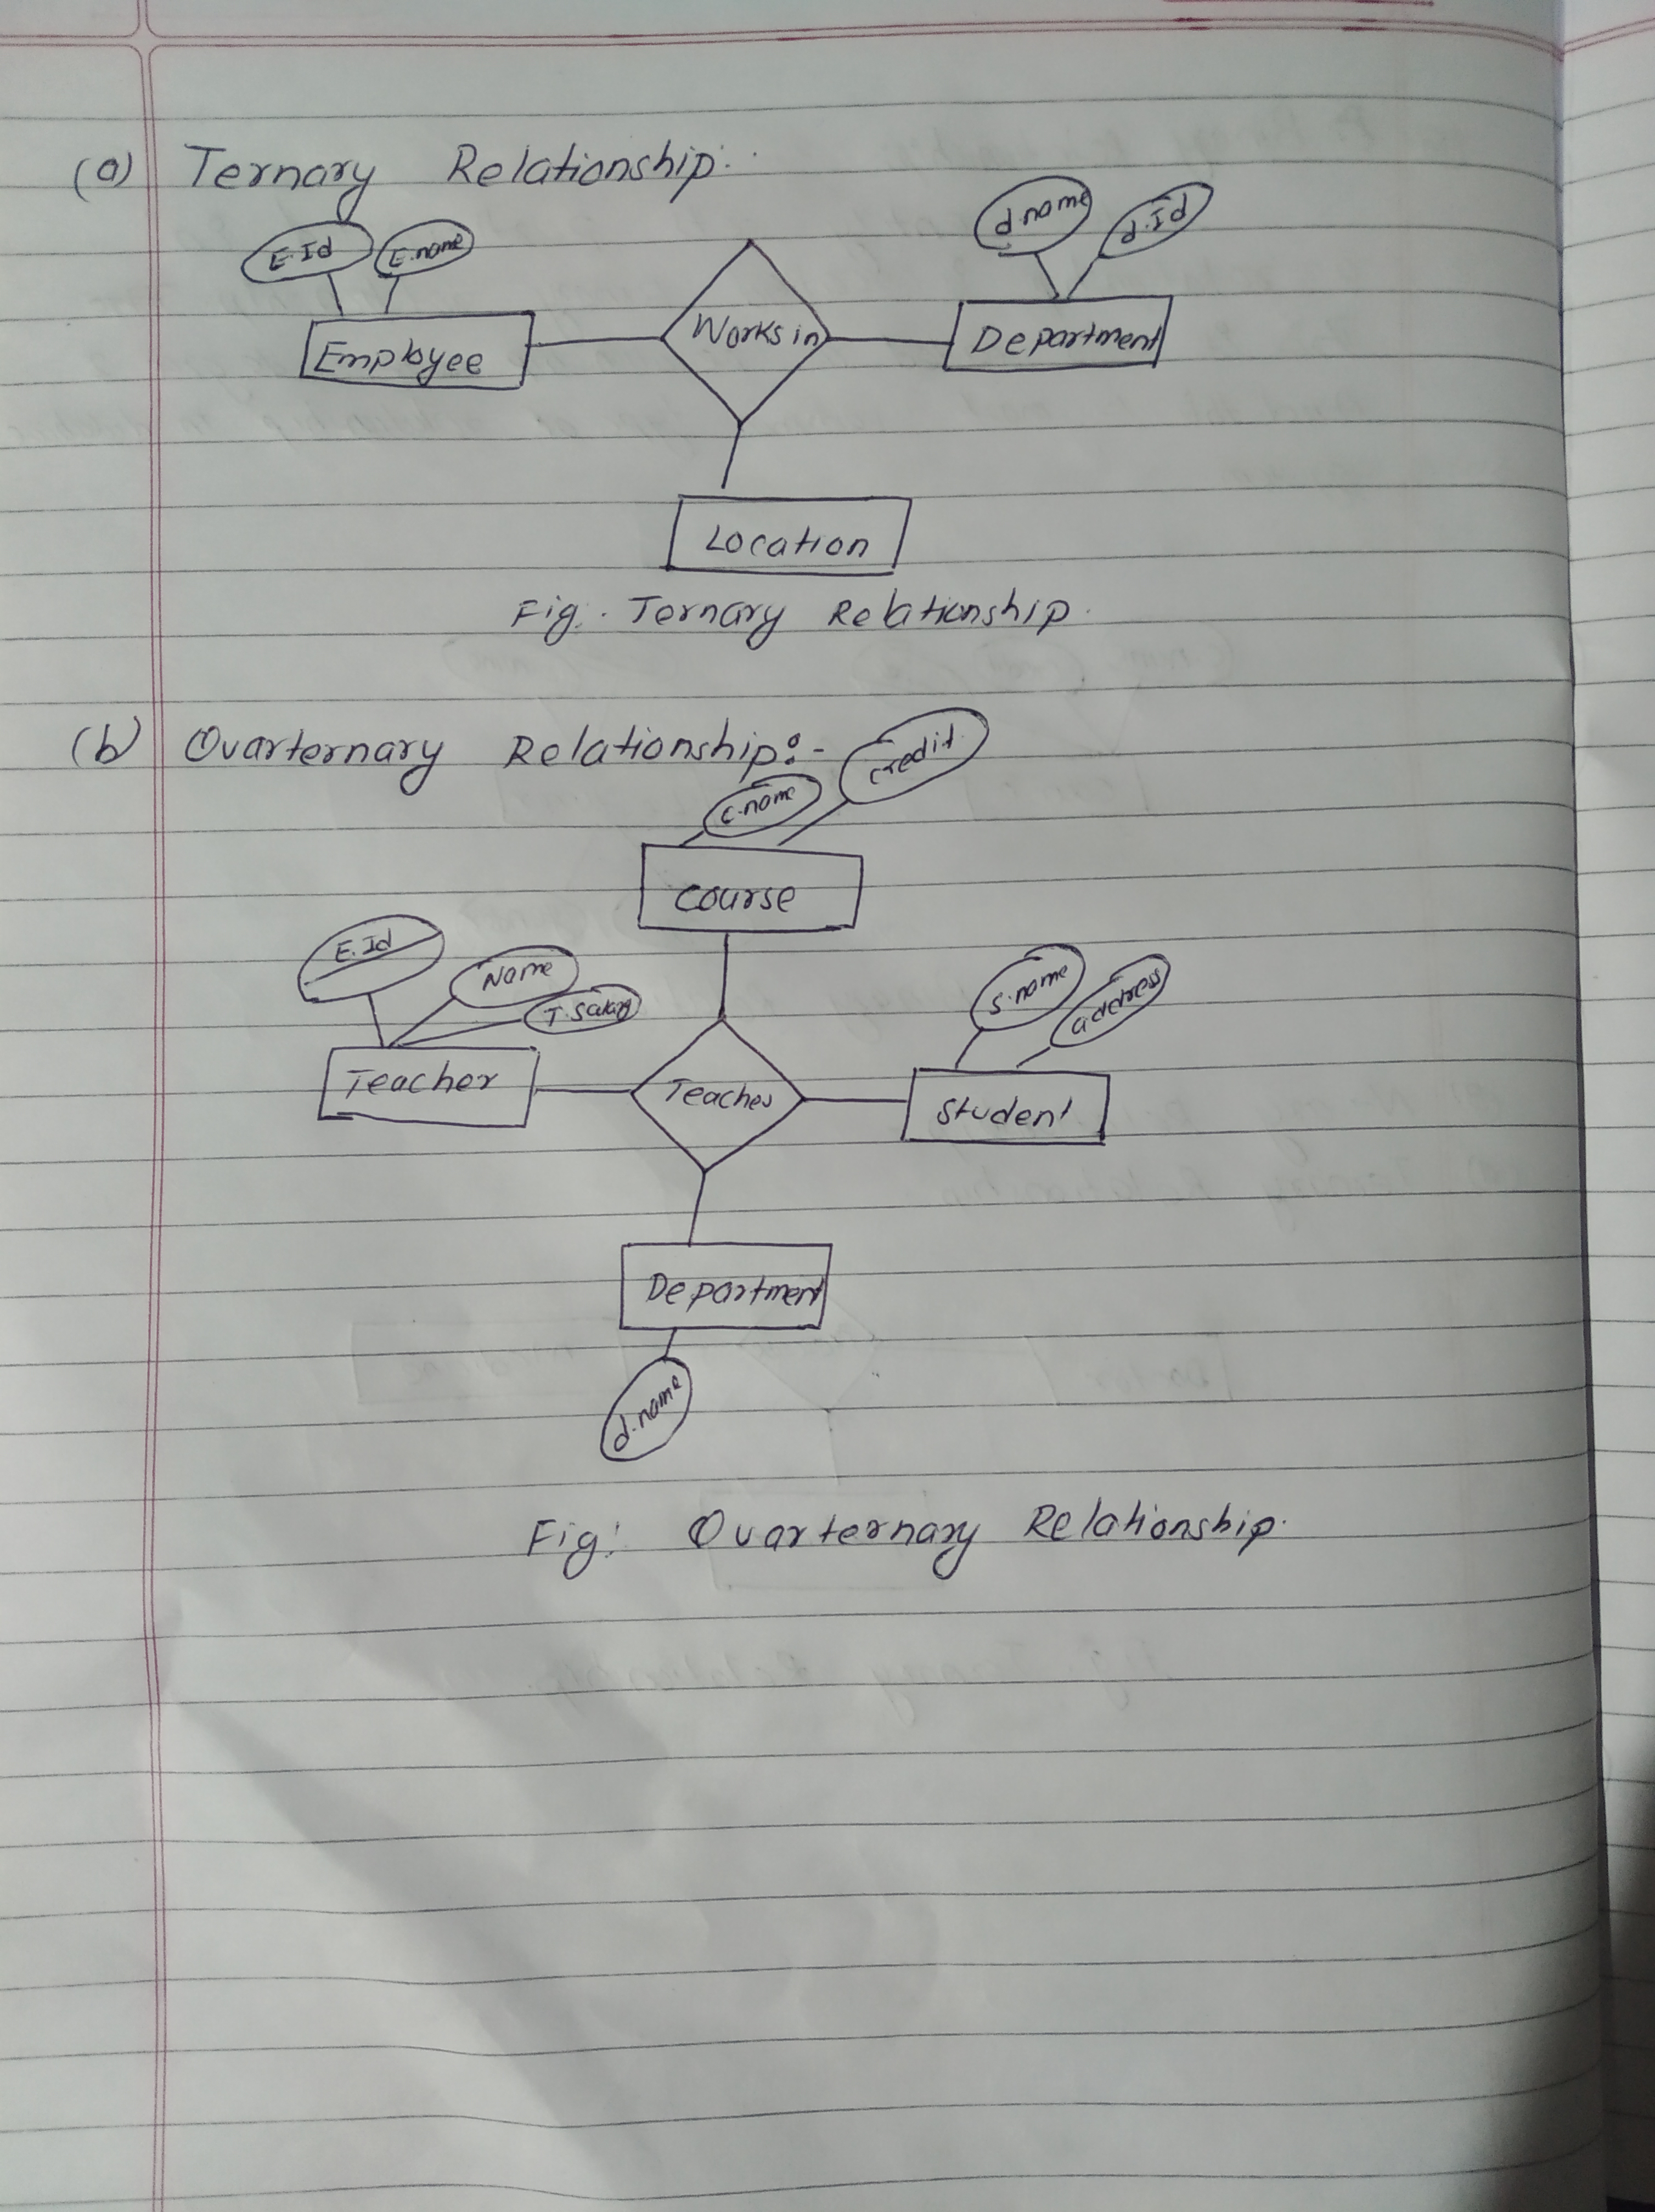 (a) Ternary Relationship:
d.name d.Id
E.Id E.name
Employee Works in Department
Location
Fig. Ternary Relationship.
(b) Quarternary Relationship:-
c.name credit
course
E.Id Name T.Salary
S.name address
Teacher Teaches Student
Department
d.name
Fig: Quarternary Relationship.